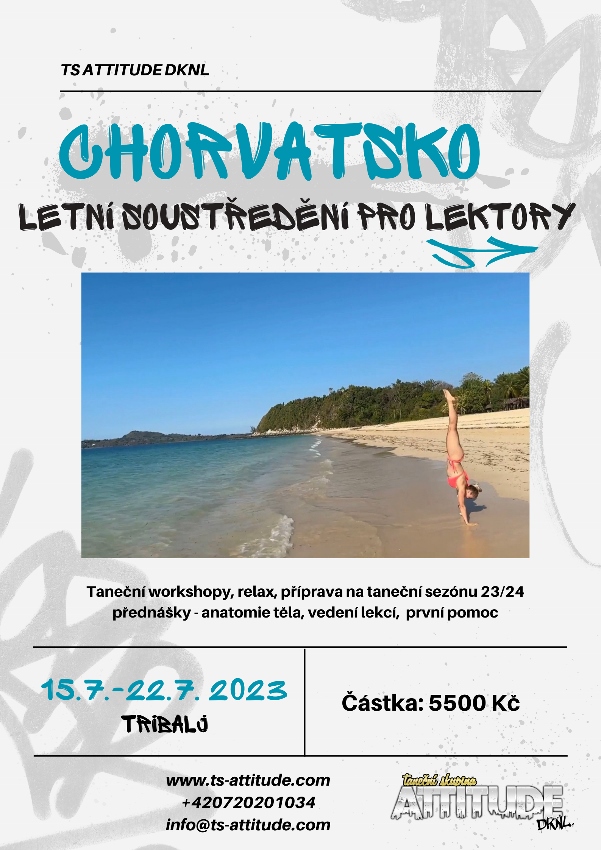 TS ATTITUDE DKNL
CHORVATSKO
LETNÍ SOUSTŘEDĚNÍ PRO LEKTORY
Taneční workshopy, relax, příprava na taneční sezónu 23/24
přednášky - anatomie těla, vedení lekcí, první pomoc
15.7.-22.7. 2023
TRIBALJ
Částka: 5500 Kč
www.ts-attitude.com
+420720201034
info@ts-attitude.com
taneční skupina
ATTITUDE
DKNL